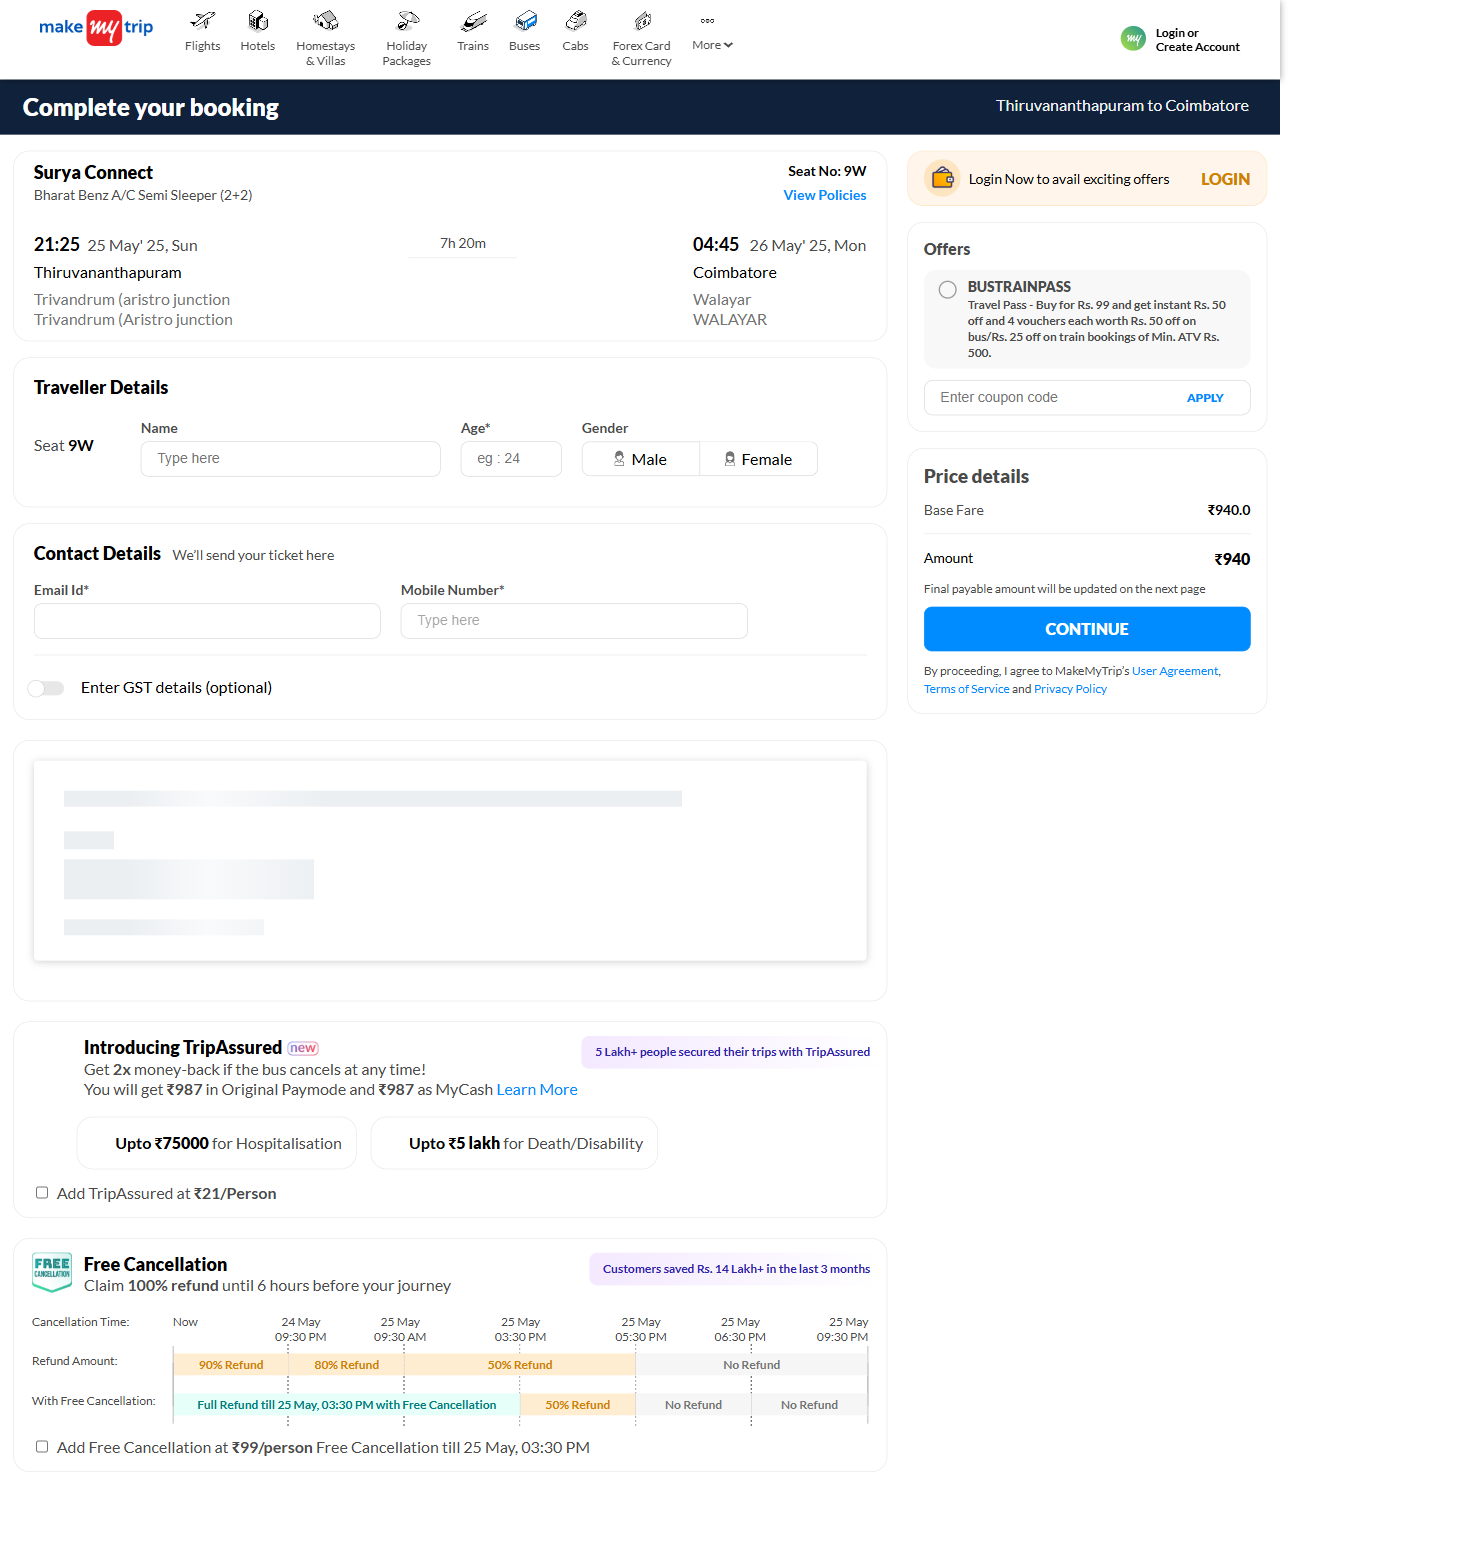 make my trip
Flights
Hotels
Homestays
& Villas
Holiday
Packages
Trains
Buses
Cabs
Forex Card
& Currency
More
my
Login or
Create Account
Complete your booking
Thiruvananthapuram to Coimbatore
Surya Connect
Seat No: 9W
Bharat Benz A/C Semi Sleeper (2+2)
View Policies
21:25 25 May' 25, Sun
7h 20m
04:45 26 May' 25, Mon
Thiruvananthapuram
Coimbatore
Trivandrum (aristro junction
Walayar
Trivandrum (Aristro junction
WALAYAR
Traveller Details
Name
Age*
Gender
Seat 9W
Type here
eg : 24
Male
Female
Contact Details We'll send your ticket here
Email Id*
Mobile Number*
Type here
Enter GST details (optional)
Introducing TripAssured new
5 Lakh+ people secured their trips with TripAssured
Get 2x money-back if the bus cancels at any time!
You will get ₹987 in Original Paymode and ₹987 as MyCash Learn More
Upto ₹75000 for Hospitalisation
Upto ₹5 lakh for Death/Disability
Add TripAssured at ₹21/Person
FREE
CANCELLATION
Free Cancellation
Customers saved Rs. 14 Lakh+ in the last 3 months
Claim 100% refund until 6 hours before your journey
Cancellation Time:
Now
24 May
09:30 PM
25 May
09:30 AM
25 May
03:30 PM
25 May
05:30 PM
25 May
06:30 PM
25 May
09:30 PM
Refund Amount:
90% Refund
80% Refund
50% Refund
No Refund
With Free Cancellation:
Full Refund till 25 May, 03:30 PM with Free Cancellation
50% Refund
No Refund
No Refund
Add Free Cancellation at ₹99/person Free Cancellation till 25 May, 03:30 PM
Login Now to avail exciting offers
LOGIN
Offers
BUSTRAINPASS
Travel Pass - Buy for Rs. 99 and get instant Rs. 50
off and 4 vouchers each worth Rs. 50 off on
bus/Rs. 25 off on train bookings of Min. ATV Rs.
500.
Enter coupon code
APPLY
Price details
Base Fare
₹940.0
Amount
₹940
Final payable amount will be updated on the next page
CONTINUE
By proceeding, I agree to MakeMyTrip's User Agreement,
Terms of Service and Privacy Policy